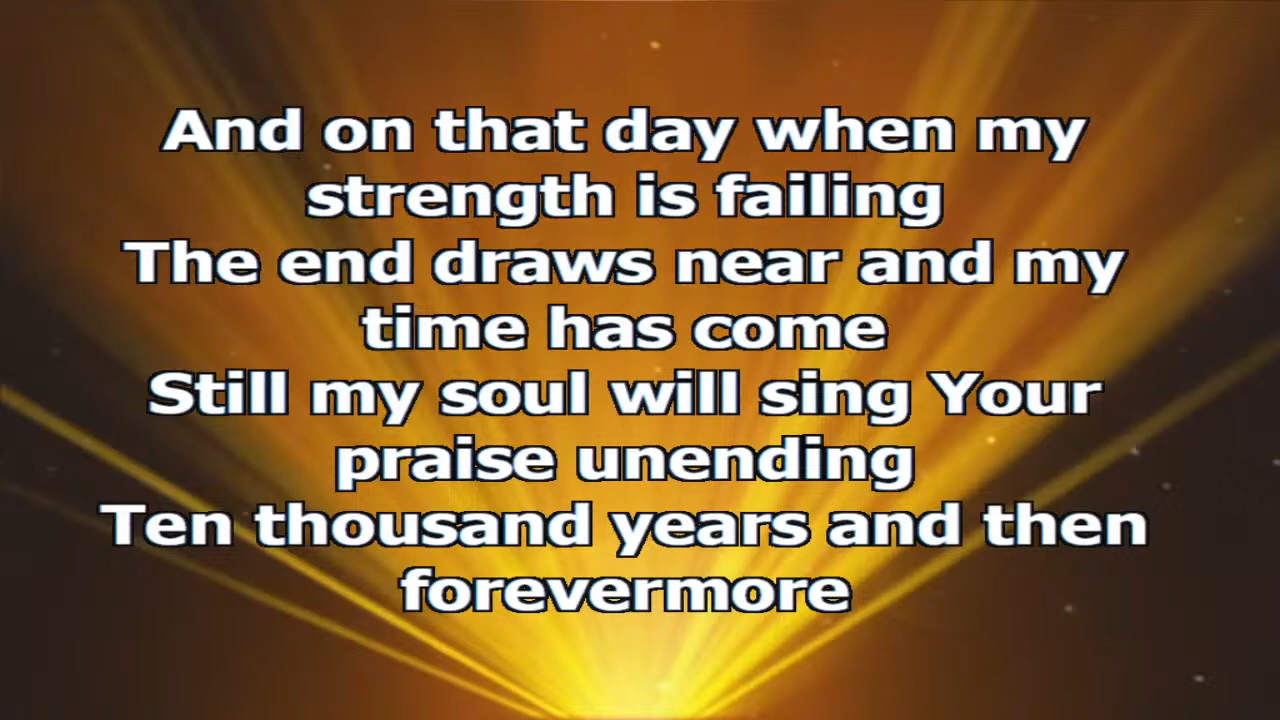 And on that day when my
strength is failing
The end draws near and my
time has come
Still my soul will sing Your
praise unending
Ten thousand years and then
forevermore